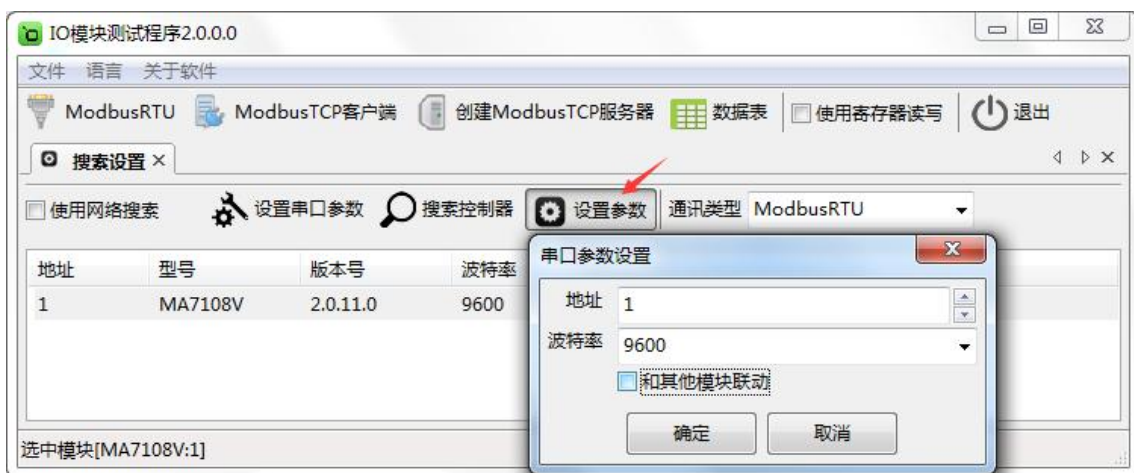 IO模块测试程序2.0.0.0
文件 语言 关于软件
ModbusRTU ModbusTCP客户端 创建ModbusTCP服务器 数据表 使用寄存器读写 退出
搜索设置
使用网络搜索 设置串口参数 搜索控制器 设置参数 通讯类型 ModbusRTU
地址 型号 版本号 波特率
1 MA7108V 2.0.11.0 9600
串口参数设置
地址 1
波特率 9600
和其他模块联动
确定 取消
选中模块[MA7108V:1]